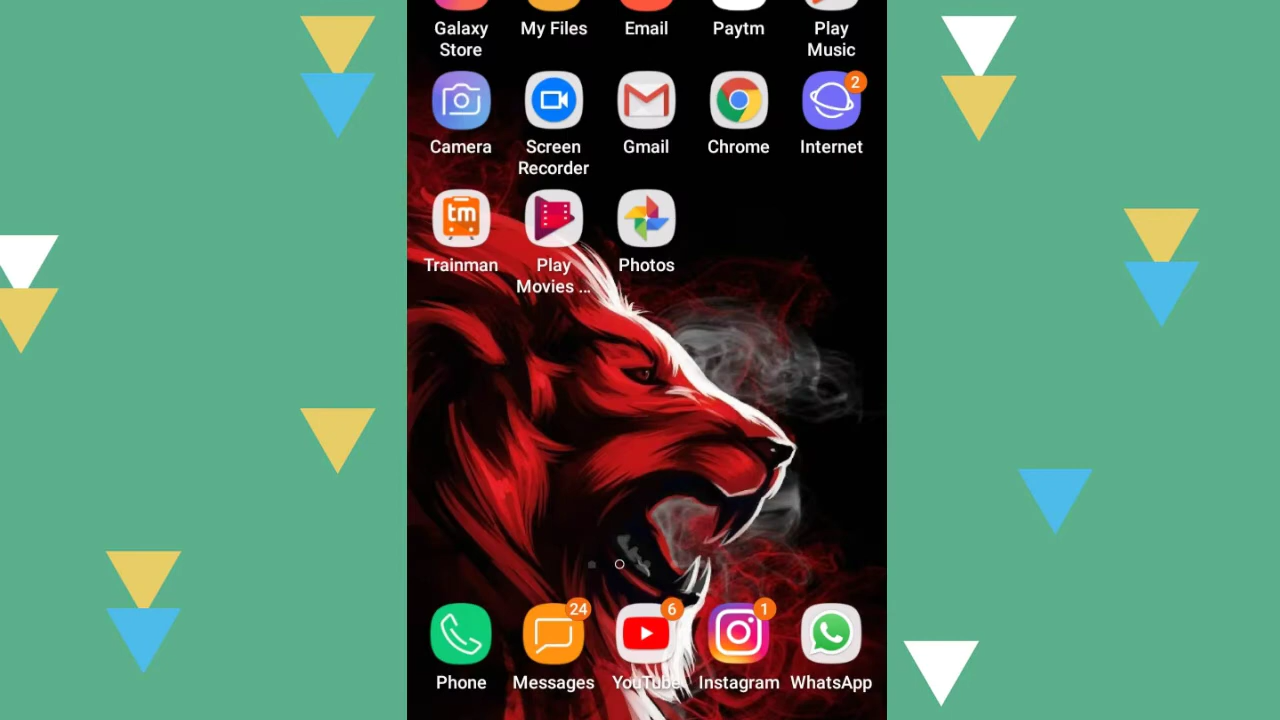 Galaxy Store
My Files
Email
Paytm
Play Music
2
Camera
Screen Recorder
Gmail
Chrome
Internet
tm
Trainman
Play Movies ...
Photos
24
6
1
Phone
Messages
YouTube
Instagram
WhatsApp